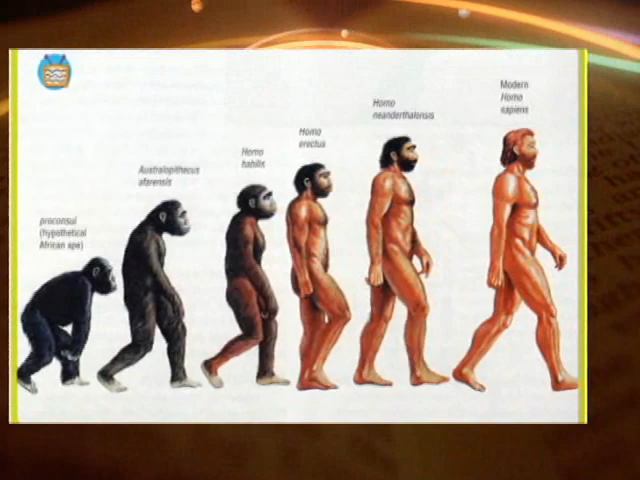 proconsul
(hypothetical
African ape)
Australopithecus
afarensis
Homo
habilis
Homo
erectus
Homo
neanderthalensis
Modern
Homo
sapiens